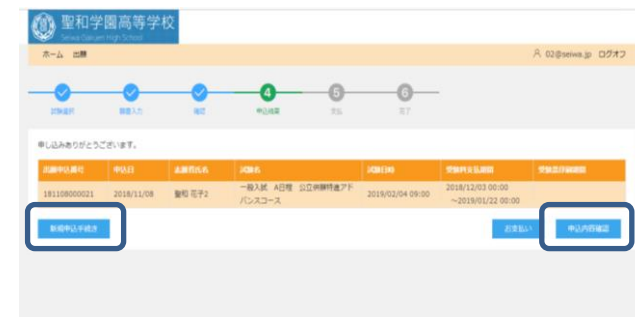 聖和学園高等学校
Seiwa Gakuen High School
ホーム 出願
02@seiwa.jp ログオフ
4 5 6
試験選択 願書入力 確認 申込結果 支払 完了
申し込みありがとうございます。
出願申込番号 申込日 志願者氏名 試験名 試験日時 受験料支払期間 受験票印刷期間
191108000021 2018/11/08 聖和 花子2 一般入試 A日程 公立併願特進アドバンスコース 2019/02/04 09:00 2018/12/03 00:00
～2019/01/22 00:00
新規申込手続き お支払い 申込内容確認